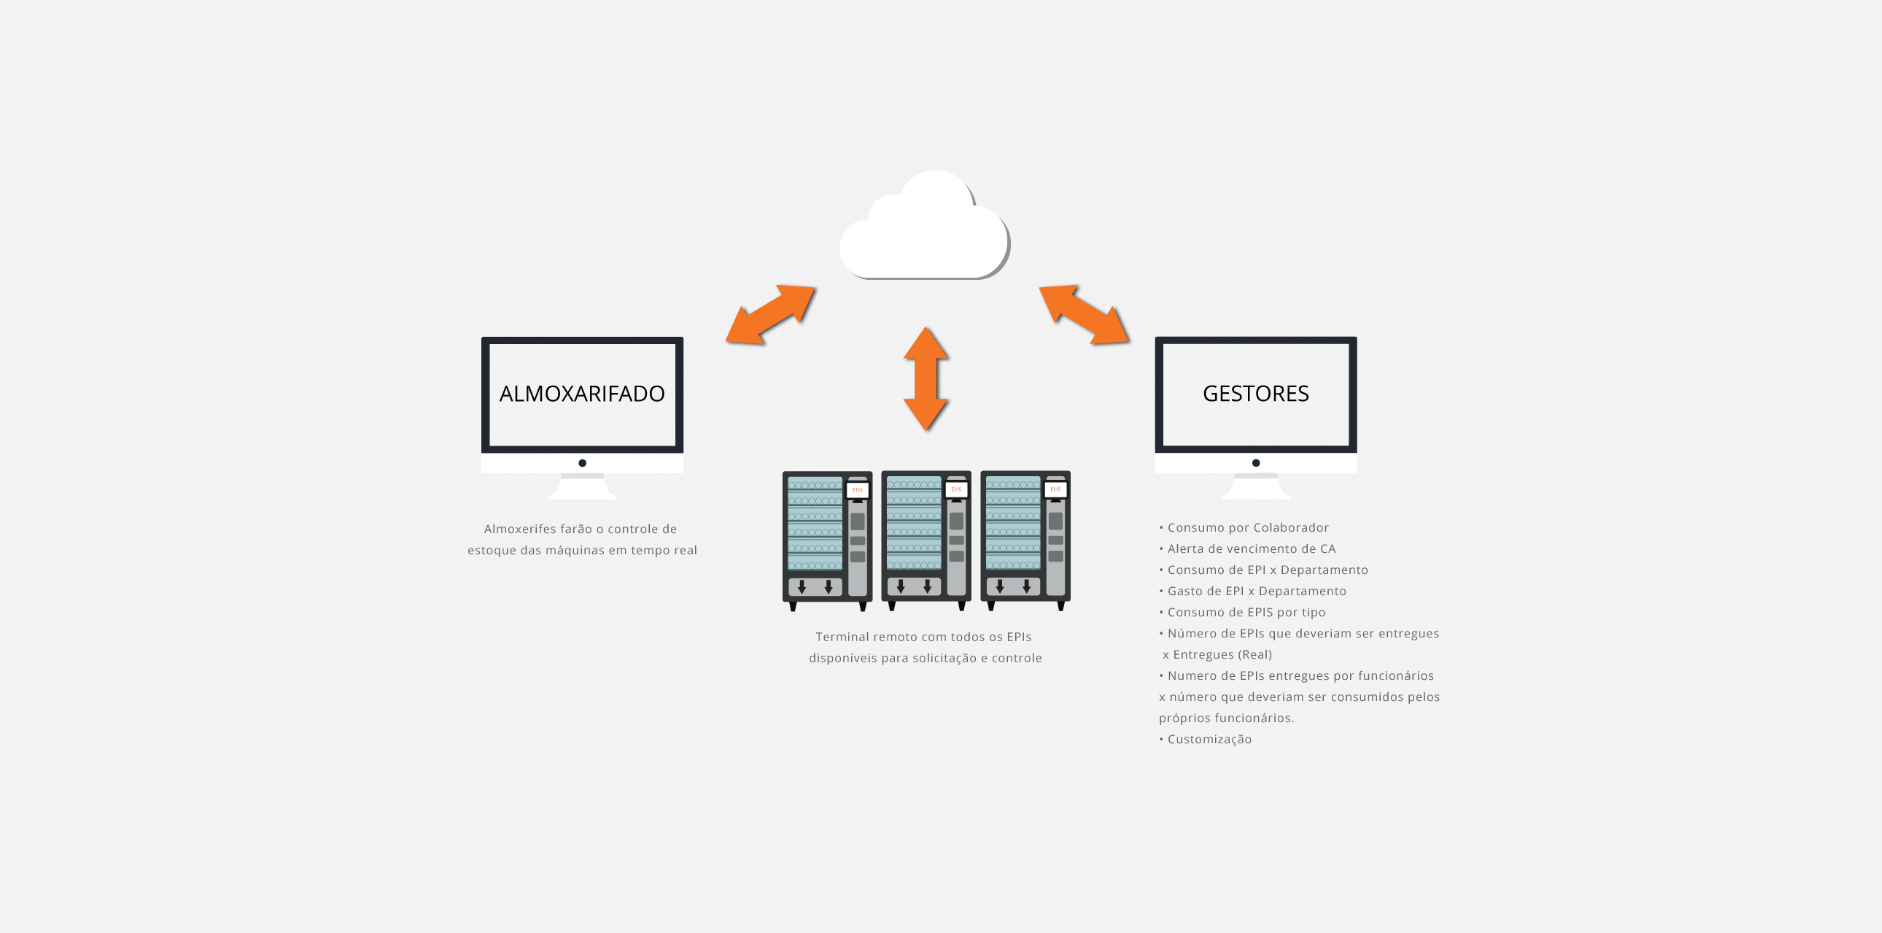 ALMOXARIFADO
GESTORES
EHS
EHS
EHS
Almoxerifes farão o controle de
estoque das máquinas em tempo real
Terminal remoto com todos os EPIs
disponíveis para solicitação e controle
• Consumo por Colaborador
• Alerta de vencimento de CA
• Consumo de EPI x Departamento
• Gasto de EPI x Departamento
• Consumo de EPIS por tipo
• Número de EPIs que deveriam ser entregues
x Entregues (Real)
• Numero de EPIs entregues por funcionários
x número que deveriam ser consumidos pelos
próprios funcionários.
• Customização